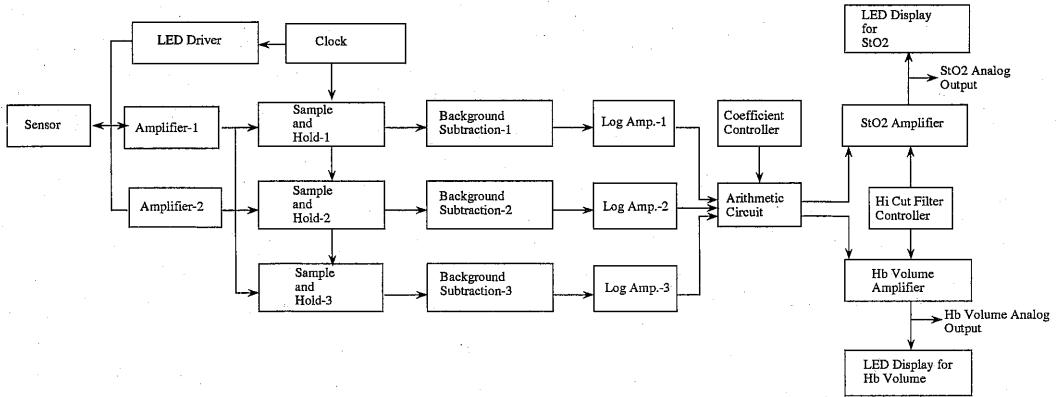 LED Driver
Clock
LED Display
for
StO2
StO2 Analog
Output
Sensor
Amplifier-1
Sample
and
Hold-1
Background
Subtraction-1
Log Amp.-1
Coefficient
Controller
StO2 Amplifier
Amplifier-2
Sample
and
Hold-2
Background
Subtraction-2
Log Amp.-2
Arithmetic
Circuit
Hi Cut Filter
Controller
Sample
and
Hold-3
Background
Subtraction-3
Log Amp.-3
Hb Volume
Amplifier
Hb Volume Analog
Output
LED Display for
Hb Volume